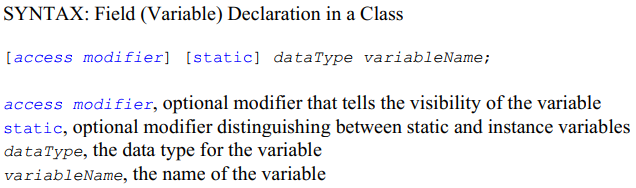 SYNTAX: Field (Variable) Declaration in a Class
[access modifier] [static] dataType variableName;
access modifier, optional modifier that tells the visibility of the variable
static, optional modifier distinguishing between static and instance variables
dataType, the data type for the variable
variableName, the name of the variable